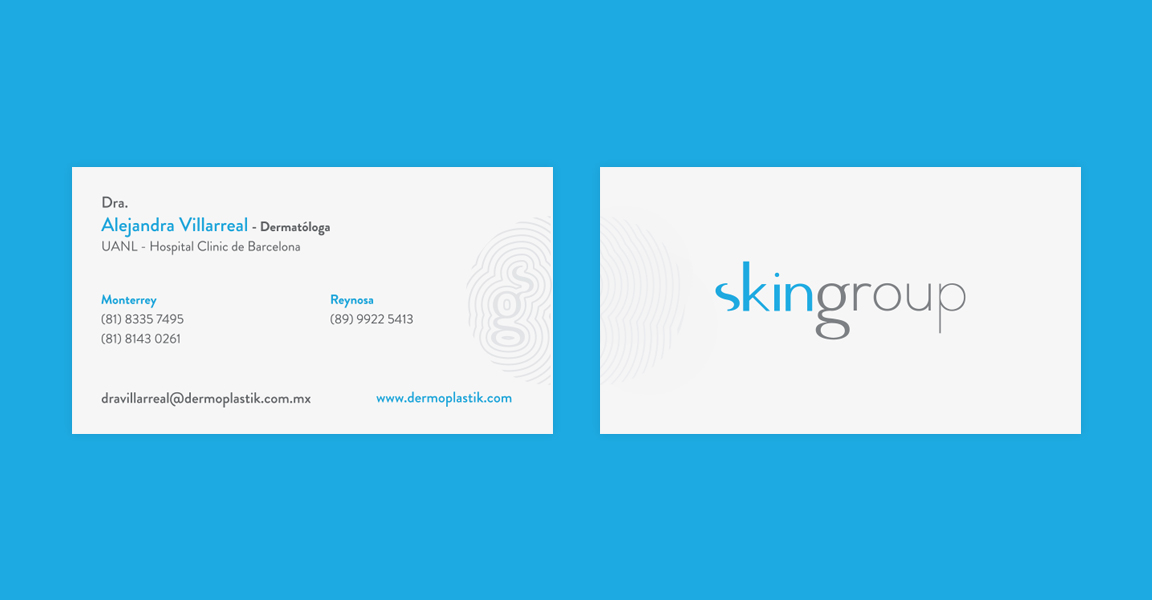 Dra.
Alejandra Villarreal - Dermatóloga
UANL - Hospital Clinic de Barcelona
Monterrey
(81) 8335 7495
(81) 8143 0261
Reynosa
(89) 9922 5413
dravillarreal@dermoplastik.com.mx
www.dermoplastik.com
sg
skingroup